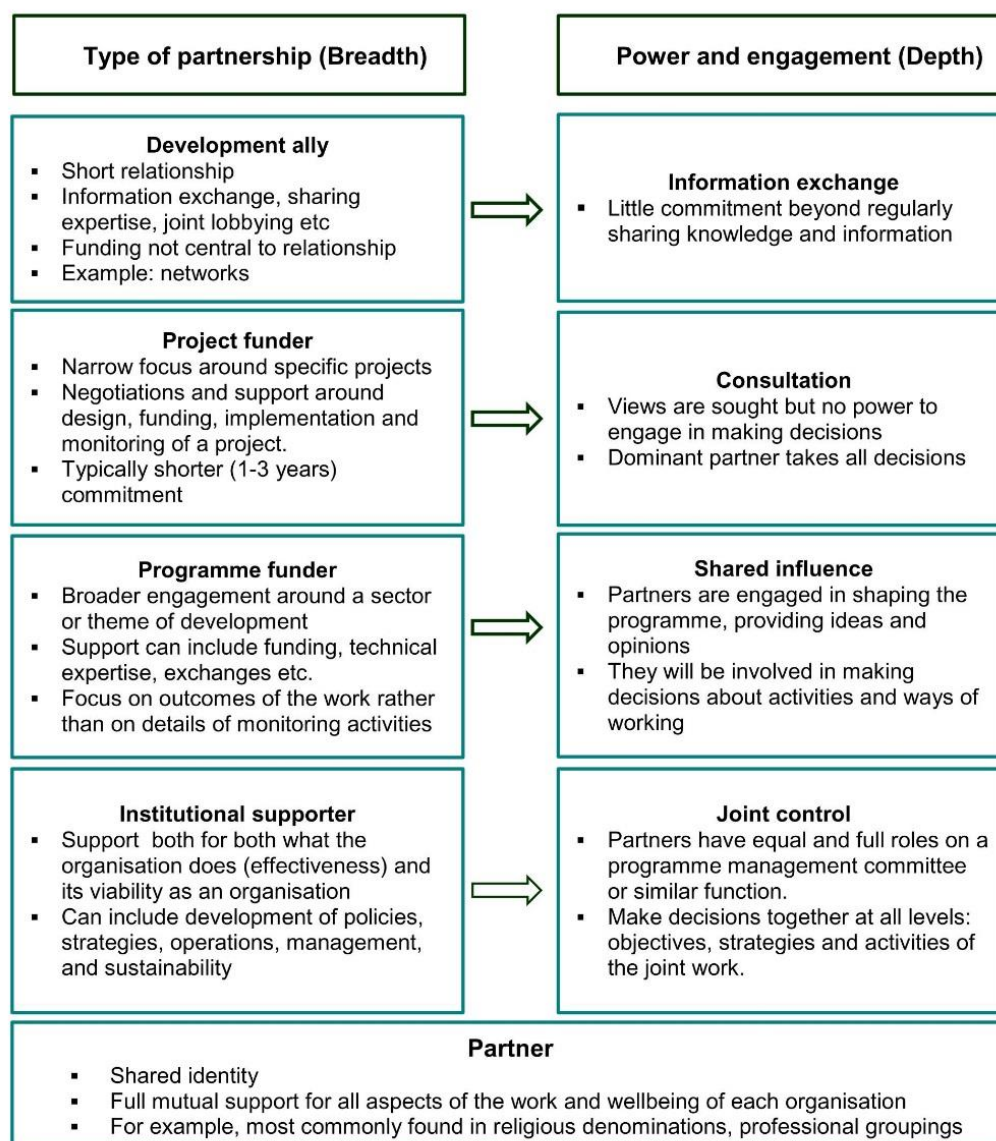 Type of partnership (Breadth)
Power and engagement (Depth)
Development ally
▪ Short relationship
▪ Information exchange, sharing
expertise, joint lobbying etc
▪ Funding not central to relationship
▪ Example: networks
Information exchange
▪ Little commitment beyond regularly
sharing knowledge and information
Project funder
▪ Narrow focus around specific projects
▪ Negotiations and support around
design, funding, implementation and
monitoring of a project.
▪ Typically shorter (1-3 years)
commitment
Consultation
▪ Views are sought but no power to
engage in making decisions
▪ Dominant partner takes all decisions
Programme funder
▪ Broader engagement around a sector
or theme of development
▪ Support can include funding, technical
expertise, exchanges etc.
▪ Focus on outcomes of the work rather
than on details of monitoring activities
Shared influence
▪ Partners are engaged in shaping the
programme, providing ideas and
opinions
▪ They will be involved in making
decisions about activities and ways of
working
Institutional supporter
▪ Support both for both what the
organisation does (effectiveness) and
its viability as an organisation
▪ Can include development of policies,
strategies, operations, management,
and sustainability
Joint control
▪ Partners have equal and full roles on a
programme management committee
or similar function.
▪ Make decisions together at all levels:
objectives, strategies and activities of
the joint work.
Partner
▪ Shared identity
▪ Full mutual support for all aspects of the work and wellbeing of each organisation
▪ For example, most commonly found in religious denominations, professional groupings